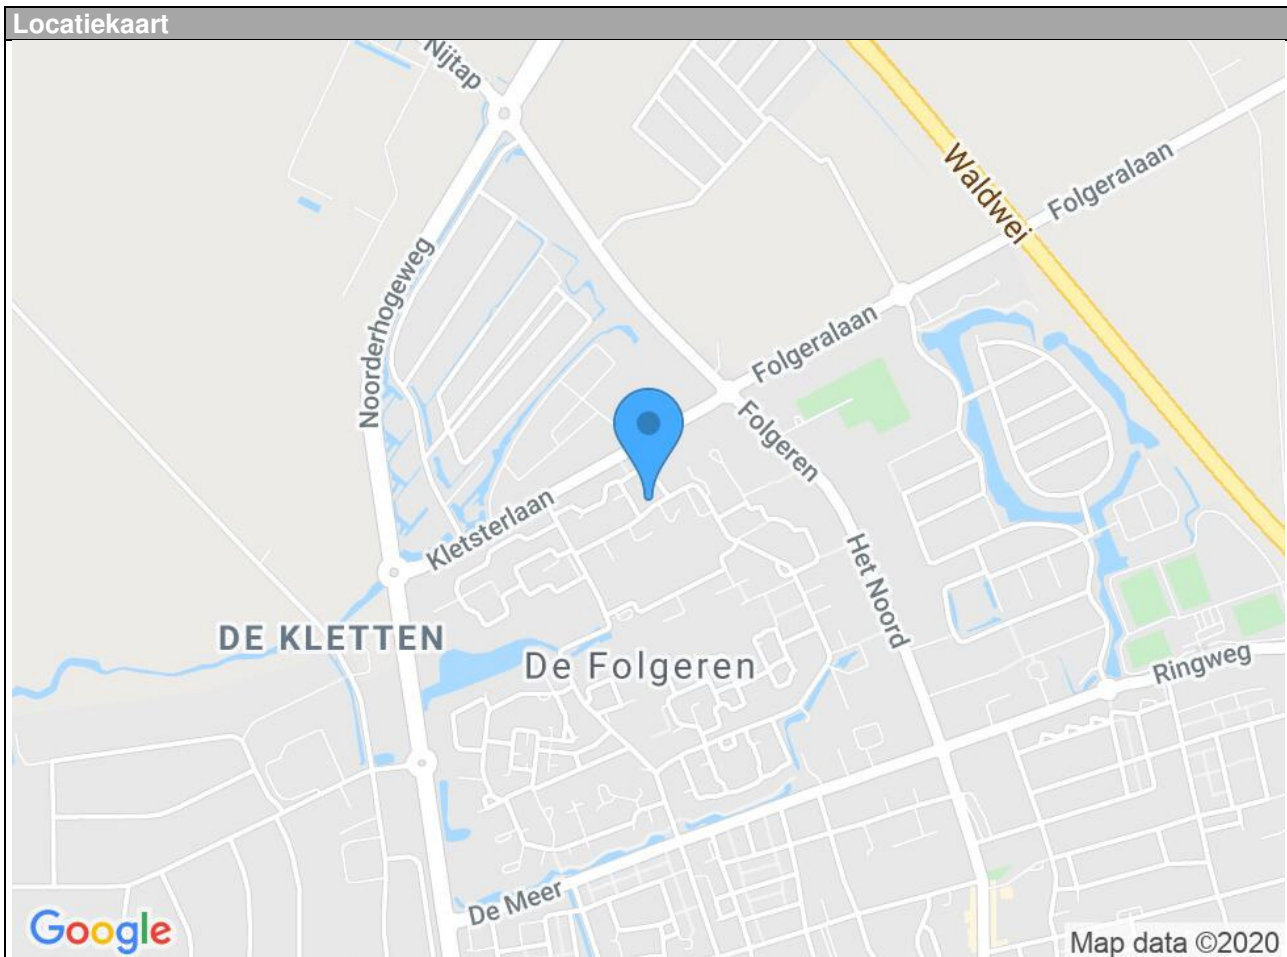 Locatiekaart
Nijtap
Waldwei
Folgeralaan
Noorderhogeweg
Folgeralaan
Folgeren
Kletsterlaan
Het Noord
DE KLETTEN
De Folgeren
Ringweg
De Meer
Google
Map data ©2020